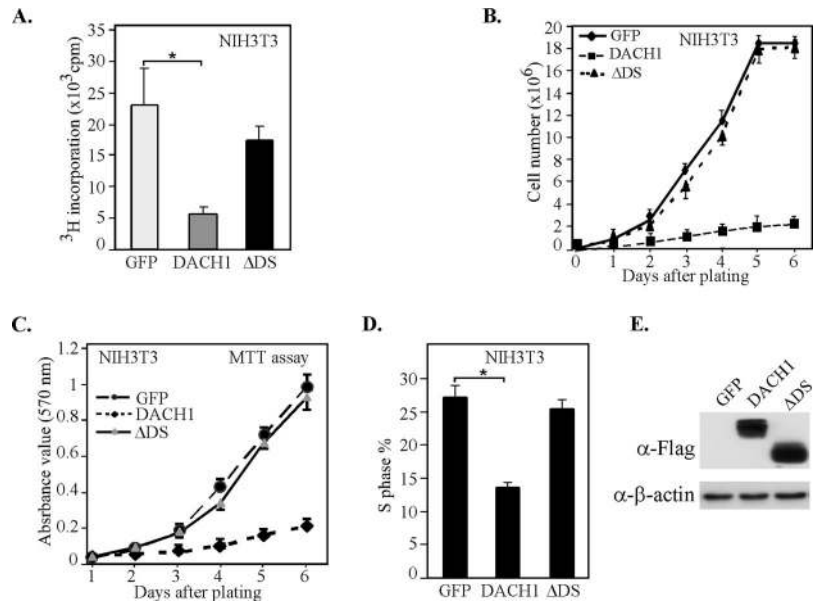 A.
NIH3T3
*
³H incorporation (x10³cpm)
35
30
25
20
15
10
5
0
GFP DACH1 ΔDS
B.
GFP
DACH1
ΔDS
NIH3T3
Cell number (x10⁶)
20
18
16
14
12
10
8
6
4
2
0
0 1 2 3 4 5 6
Days after plating
C.
NIH3T3 MTT assay
GFP
DACH1
ΔDS
Absrbance value (570 nm)
1.2
1
0.8
0.6
0.4
0.2
0
1 2 3 4 5 6
Days after plating
D.
NIH3T3
*
S phase %
30
25
20
15
10
5
0
GFP DACH1 ΔDS
E.
GFP DACH1 ΔDS
α-Flag
α-β-actin